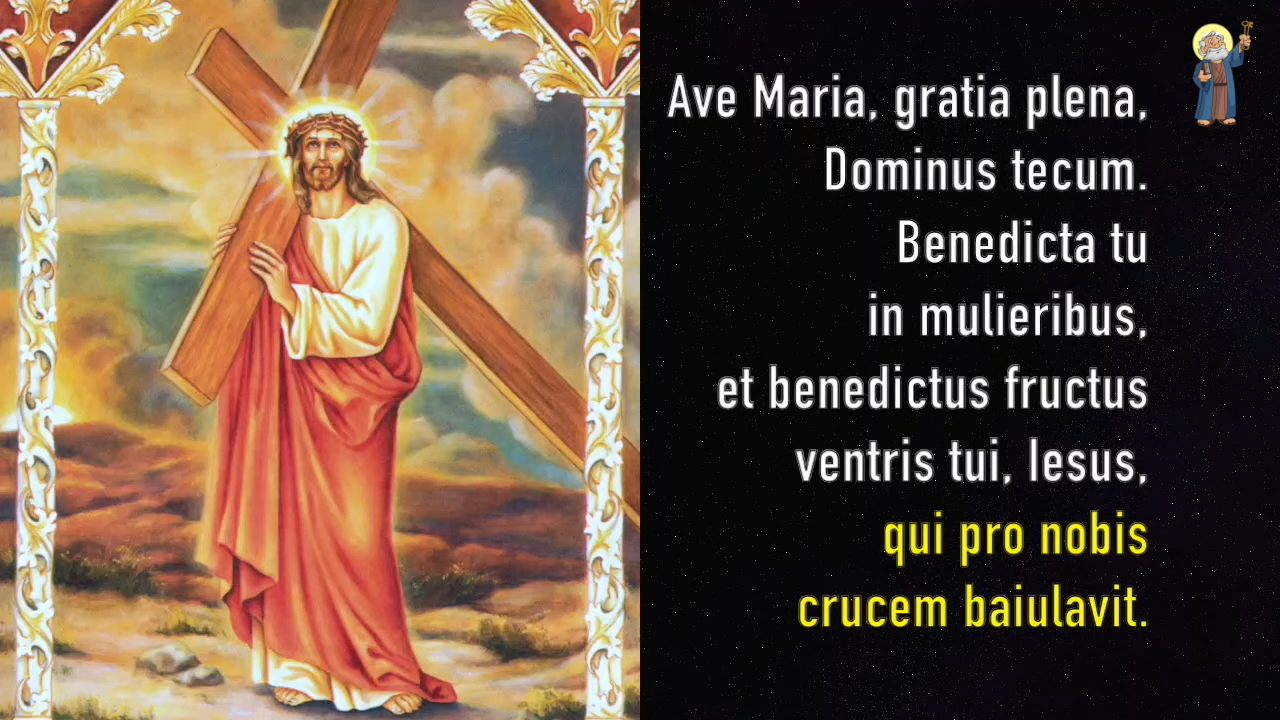 Ave Maria, gratia plena,
Dominus tecum.
Benedicta tu
in mulieribus,
et benedictus fructus
ventris tui, Iesus,
qui pro nobis
crucem baiulavit.